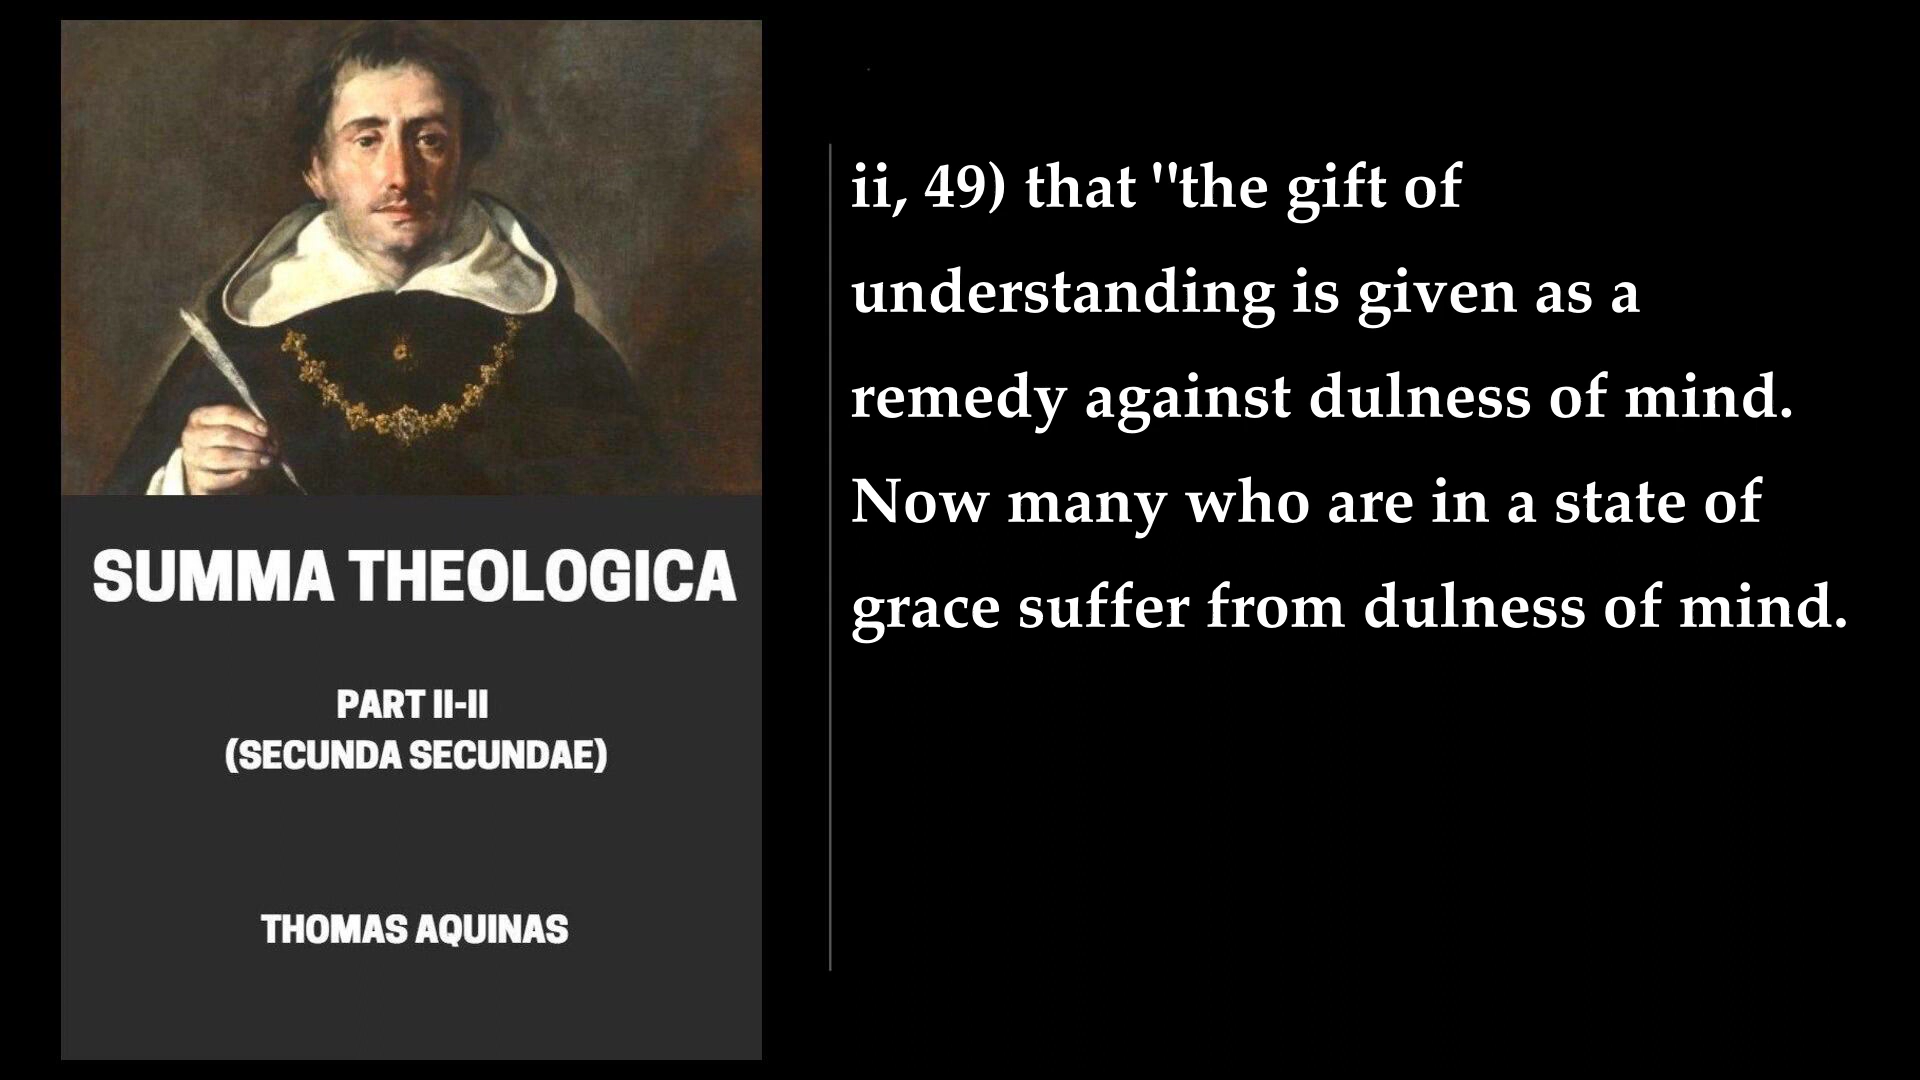 SUMMA THEOLOGICA
PART II-II
(SECUNDA SECUNDAE)
THOMAS AQUINAS
ii, 49) that "the gift of
understanding is given as a
remedy against dulness of mind.
Now many who are in a state of
grace suffer from dulness of mind.